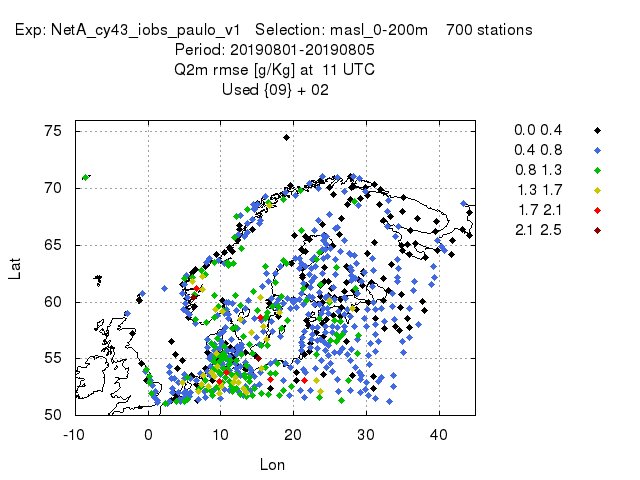 Exp: NetA_cy43_iobs_paulo_v1   Selection: masl_0-200m    700 stations
Period: 20190801-20190805
Q2m rmse [g/Kg] at  11 UTC
Used {09} + 02
0.0 0.4
0.4 0.8
0.8 1.3
1.3 1.7
1.7 2.1
2.1 2.5
75
70
65
60
55
50
Lat
-10 0 10 20 30 40
Lon